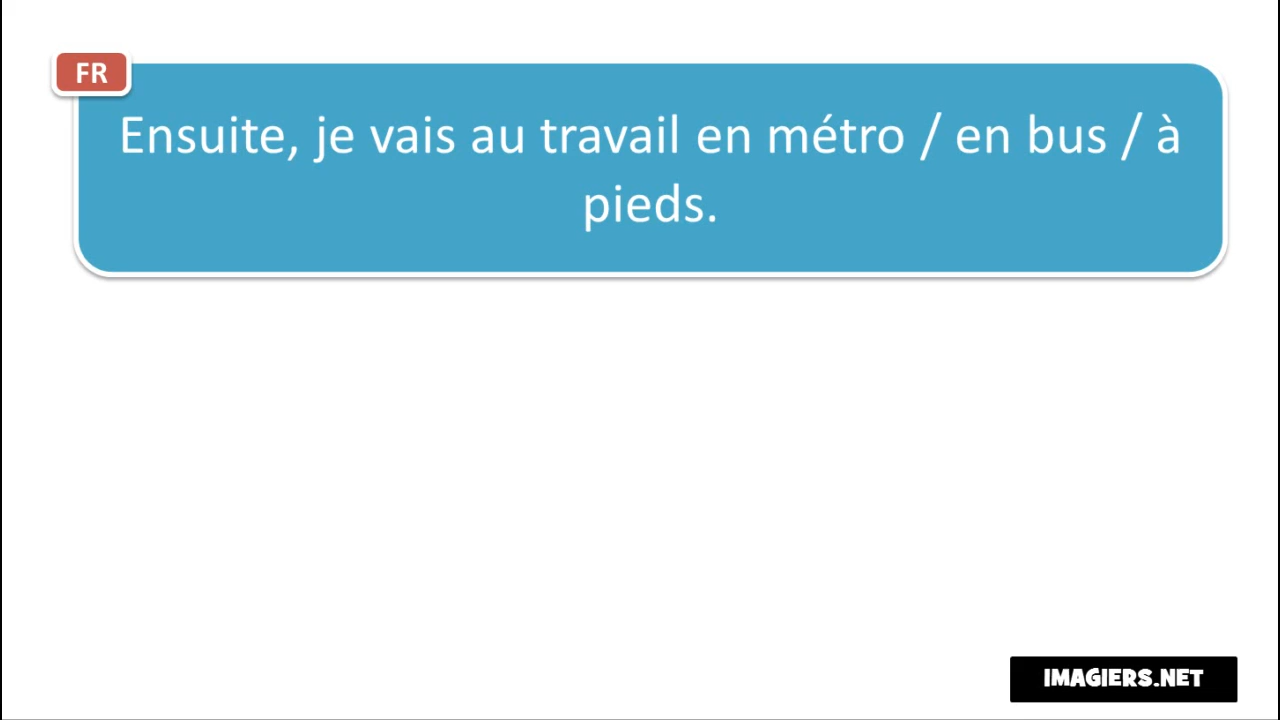 FR
Ensuite, je vais au travail en métro / en bus / à
pieds.
IMAGIERS.NET